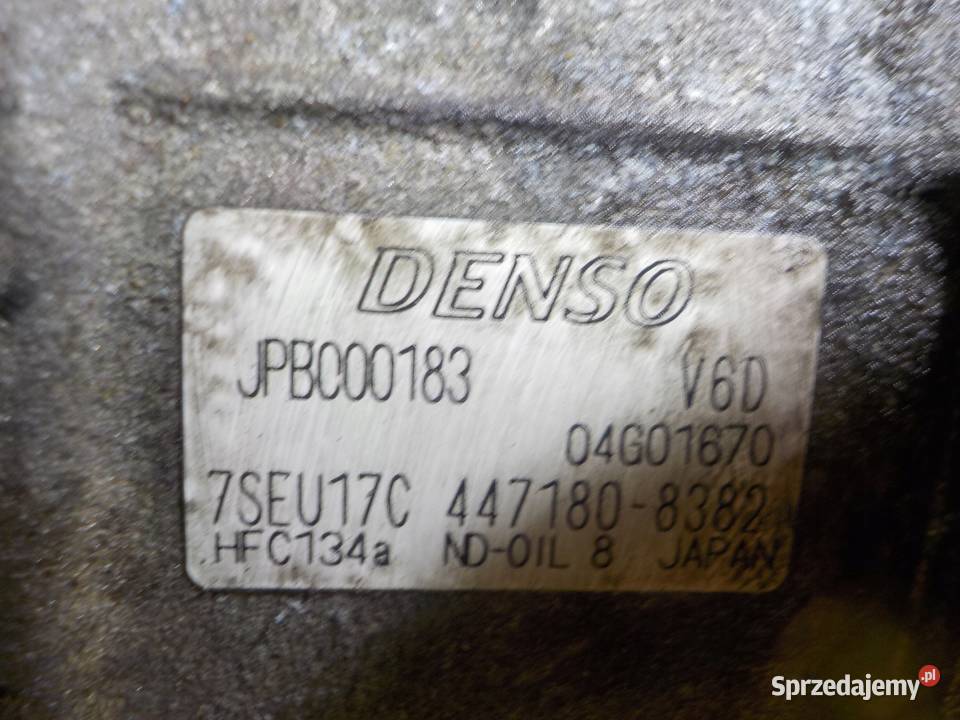 DENSO
JPB000183 V6D
04G01670
7SEU17C 447180-8382
HFC134a ND-OIL 8 JAPAN
Sprzedajemy.pl